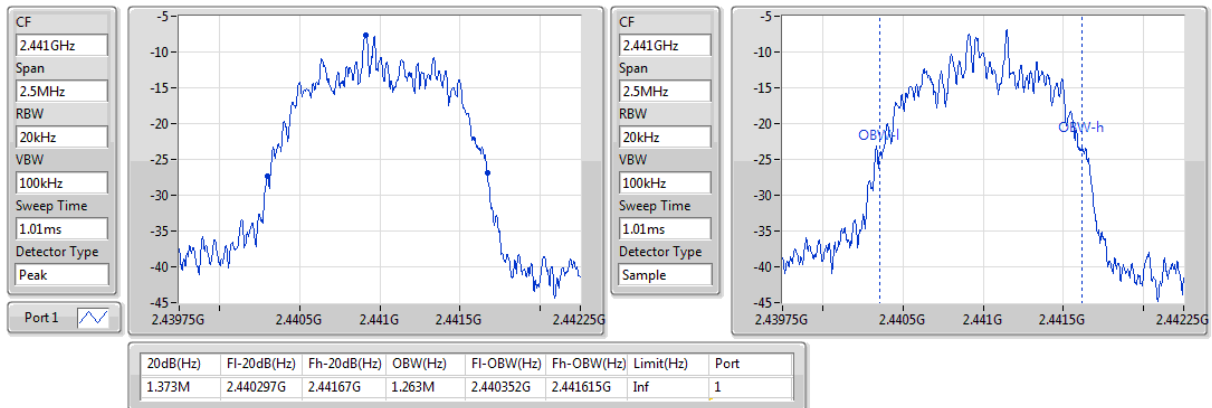 CF
2.441GHz
Span
2.5MHz
RBW
20kHz
VBW
100kHz
Sweep Time
1.01ms
Detector Type
Peak
Port 1
-5
-10
-15
-20
-25
-30
-35
-40
-45
2.43975G 2.4405G 2.441G 2.4415G 2.44225G
CF
2.441GHz
Span
2.5MHz
RBW
20kHz
VBW
100kHz
Sweep Time
1.01ms
Detector Type
Sample
-5
-10
-15
-20
-25
-30
-35
-40
-45
OBW-l
OBW-h
2.43975G 2.4405G 2.441G 2.4415G 2.44225G
20dB(Hz) Fl-20dB(Hz) Fh-20dB(Hz) OBW(Hz) Fl-OBW(Hz) Fh-OBW(Hz) Limit(Hz) Port
1.373M 2.440297G 2.44167G 1.263M 2.440352G 2.441615G Inf 1